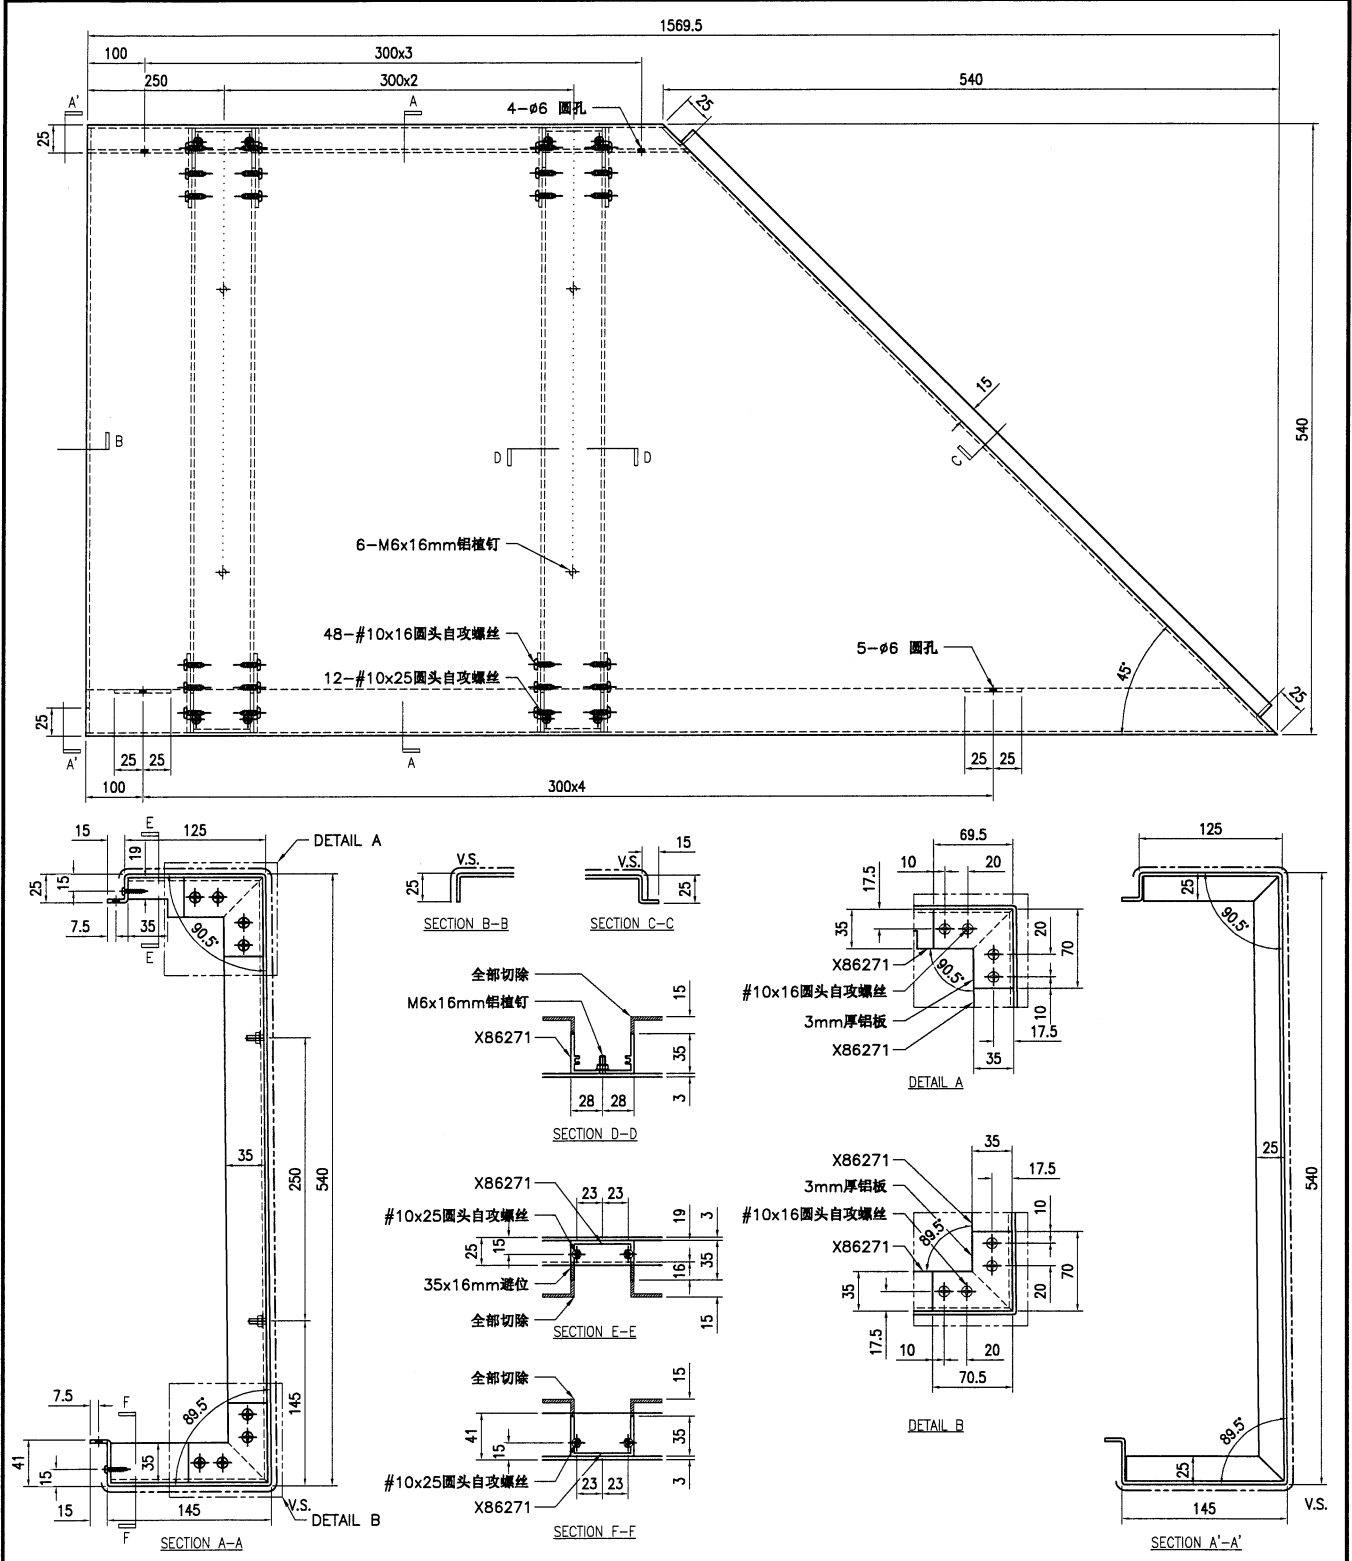 1569.5
100
300x3
250
300x2
540
A'
A
4-ø6 圆孔
25
25
15
B
D
D
C
540
6-M6x16mm铝植钉
48-#10x16圆头自攻螺丝
12-#10x25圆头自攻螺丝
5-ø6 圆孔
45°
25
25
A'
A
25
25
25
25
100
300x4
15
E
125
DETAIL A
19
25
15
7.5
35
E
90.5°
35
250
540
145
7.5
F
89.5°
41
15
35
15
145
V.S.
DETAIL B
F
SECTION A-A
V.S.
25
SECTION B-B
V.S.
15
25
SECTION C-C
全部切除
M6x16mm铝植钉
X86271
15
35
28
28
3
SECTION D-D
X86271
23
23
#10x25圆头自攻螺丝
19
3
25
15
35
16
35x16mm避位
全部切除
15
SECTION E-E
全部切除
15
41
15
35
#10x25圆头自攻螺丝
23
23
3
X86271
SECTION F-F
69.5
10
20
17.5
35
20
70
X86271
90.5°
#10x16圆头自攻螺丝
3mm厚铝板
10
17.5
X86271
35
DETAIL A
35
X86271
17.5
3mm厚铝板
10
#10x16圆头自攻螺丝
X86271
89.5°
70
35
20
17.5
10
20
70.5
DETAIL B
125
25
90.5°
25
540
89.5°
25
145
V.S.
SECTION A'-A'